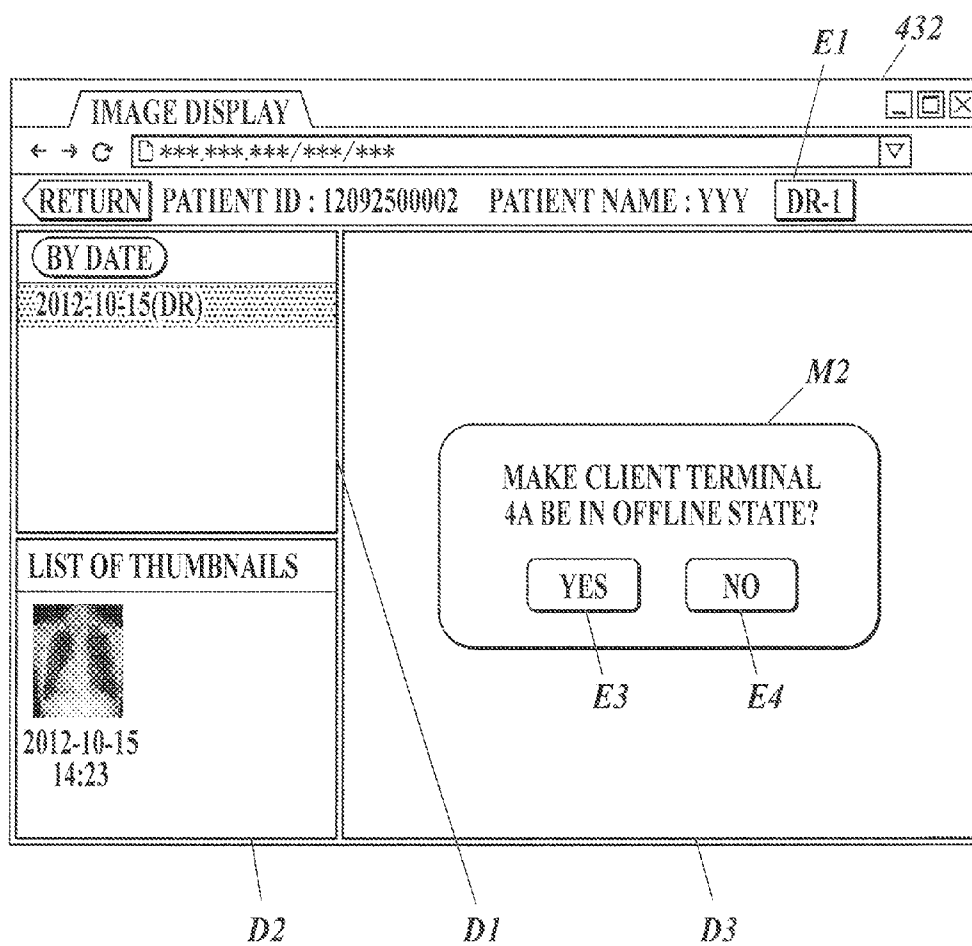 432
E1
IMAGE DISPLAY
***.***.***/***/***
RETURN PATIENT ID : 12092500002 PATIENT NAME : YYY DR-1
BY DATE
2012-10-15(DR)
M2
MAKE CLIENT TERMINAL
4A BE IN OFFLINE STATE?
YES NO
E3 E4
LIST OF THUMBNAILS
2012-10-15
14:23
D2 D1 D3